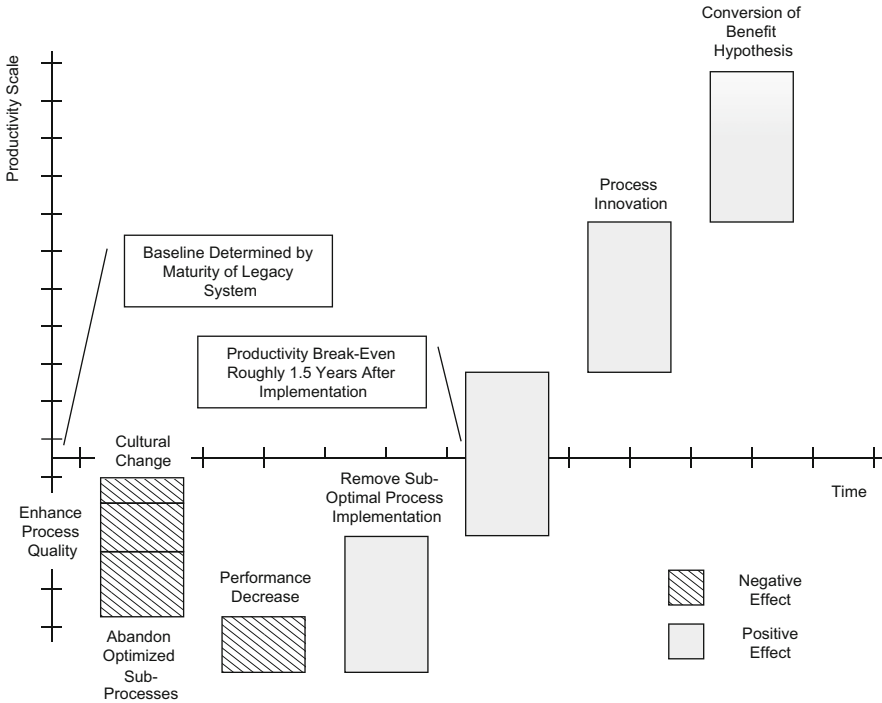 Conversion of
Benefit
Hypothesis
Productivity Scale
Process
Innovation
Baseline Determined by
Maturity of Legacy
System
Productivity Break-Even
Roughly 1.5 Years After
Implementation
Cultural
Change
Remove Sub-
Optimal Process
Implementation
Time
Enhance
Process
Quality
Performance
Decrease
Negative
Effect
Abandon
Optimized
Sub-
Processes
Positive
Effect